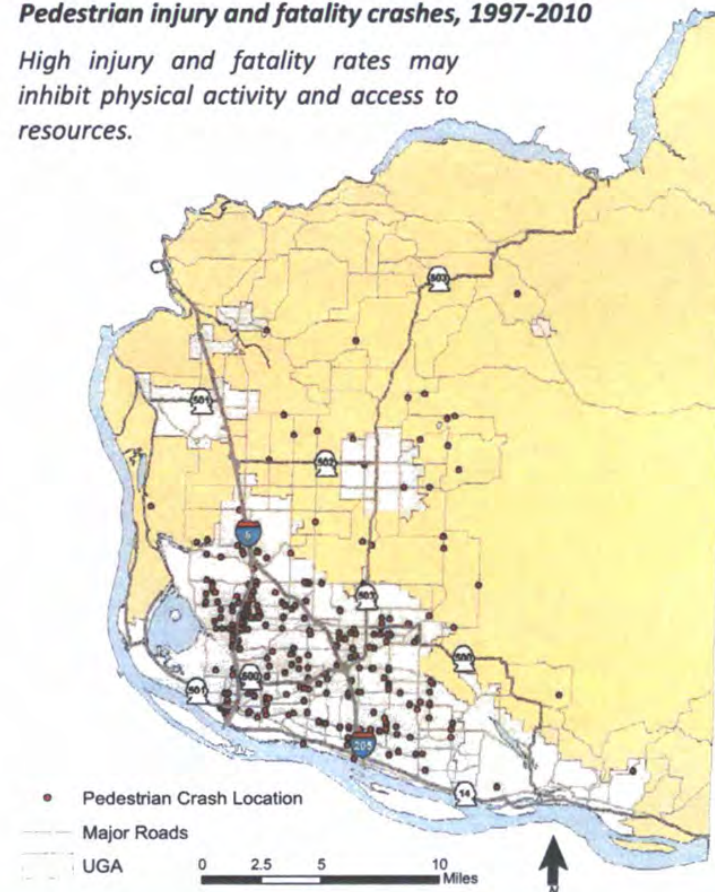 Pedestrian injury and fatality crashes, 1997-2010
High injury and fatality rates may
inhibit physical activity and access to
resources.
503
501
502
5
503
500
500
501
205
14
Pedestrian Crash Location
Major Roads
UGA
0 2.5 5 10
Miles
N